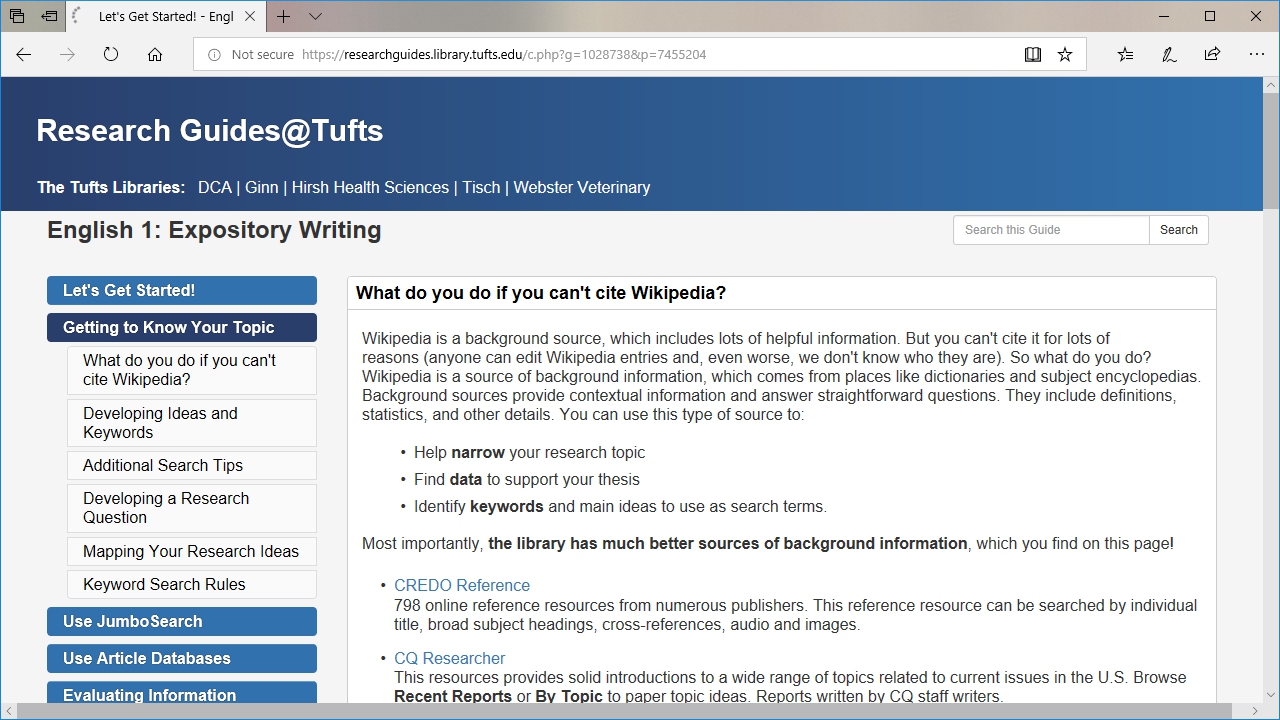 Let's Get Started! - Engl
Not secure https://researchguides.library.tufts.edu/c.php?g=1028738&p=7455204
Research Guides@Tufts
The Tufts Libraries: DCA | Ginn | Hirsh Health Sciences | Tisch | Webster Veterinary
English 1: Expository Writing
Search this Guide
Search
Let's Get Started!
Getting to Know Your Topic
What do you do if you can't
cite Wikipedia?
Developing Ideas and
Keywords
Additional Search Tips
Developing a Research
Question
Mapping Your Research Ideas
Keyword Search Rules
Use JumboSearch
Use Article Databases
Evaluating Information
What do you do if you can't cite Wikipedia?
Wikipedia is a background source, which includes lots of helpful information. But you can't cite it for lots of
reasons (anyone can edit Wikipedia entries and, even worse, we don't know who they are). So what do you do?
Wikipedia is a source of background information, which comes from places like dictionaries and subject encyclopedias.
Background sources provide contextual information and answer straightforward questions. They include definitions,
statistics, and other details. You can use this type of source to:
• Help narrow your research topic
• Find data to support your thesis
• Identify keywords and main ideas to use as search terms.
Most importantly, the library has much better sources of background information, which you find on this page!
• CREDO Reference
798 online reference resources from numerous publishers. This reference resource can be searched by individual
title, broad subject headings, cross-references, audio and images.
• CQ Researcher
This resources provides solid introductions to a wide range of topics related to current issues in the U.S. Browse
Recent Reports or By Topic to paper topic ideas. Reports written by CQ staff writers.